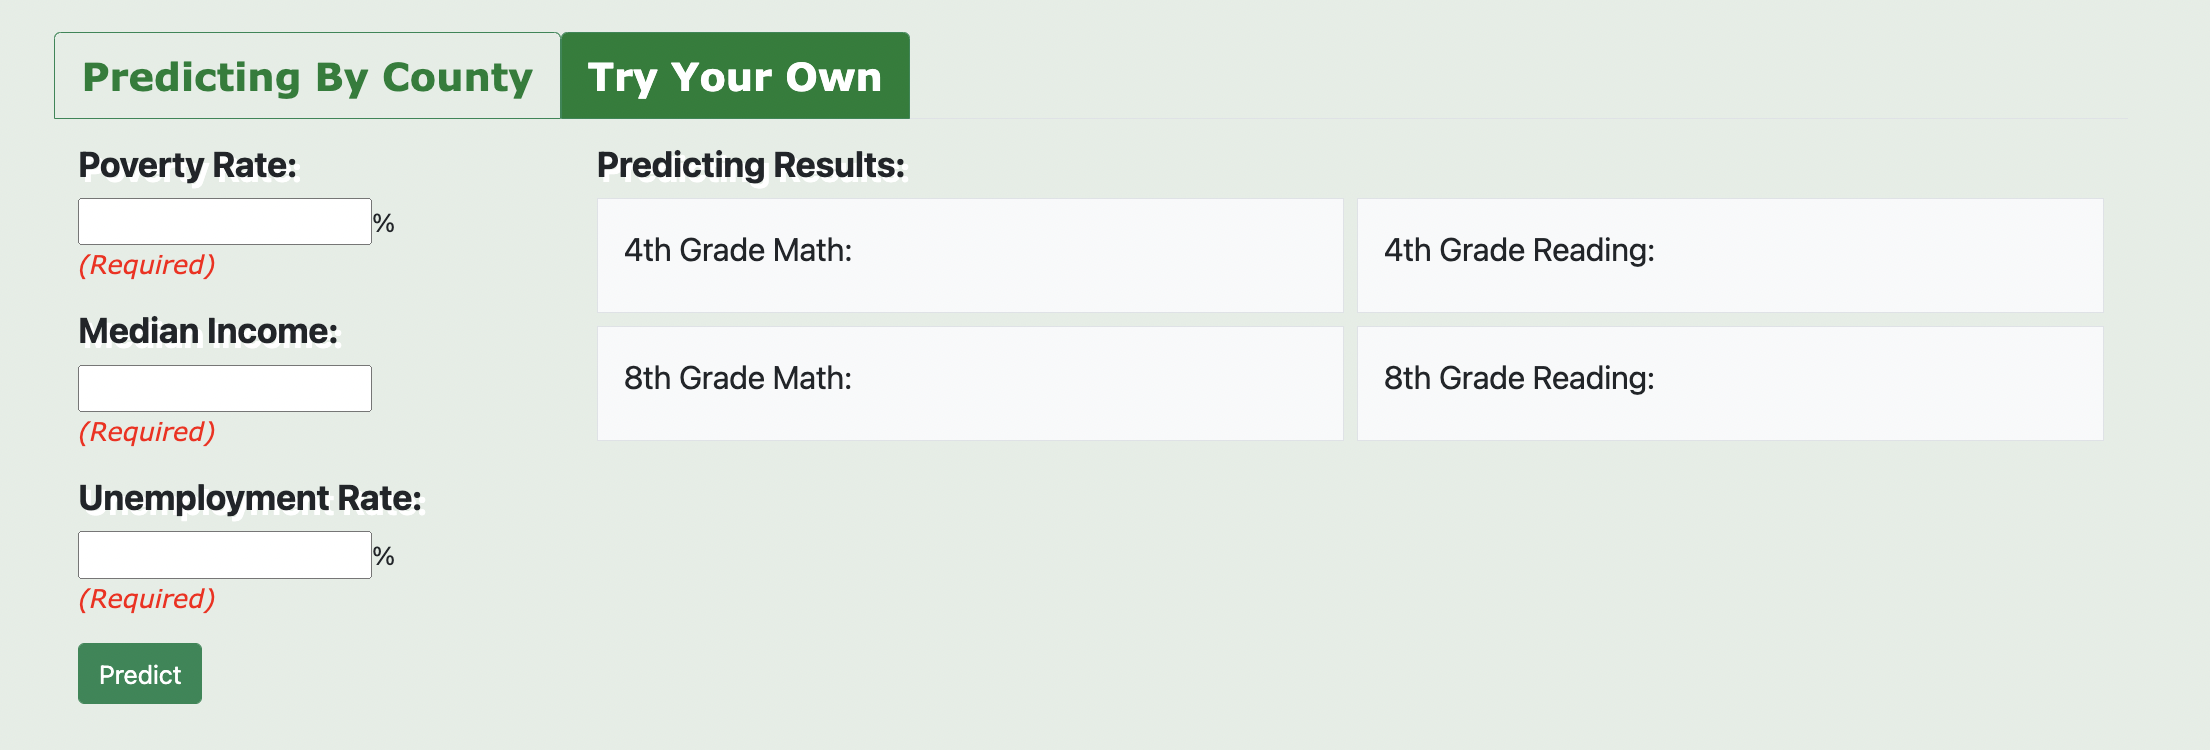 Predicting By County
Try Your Own
Poverty Rate:
%
(Required)
Median Income:
(Required)
Unemployment Rate:
%
(Required)
Predict
Predicting Results:
4th Grade Math:
4th Grade Reading:
8th Grade Math:
8th Grade Reading: